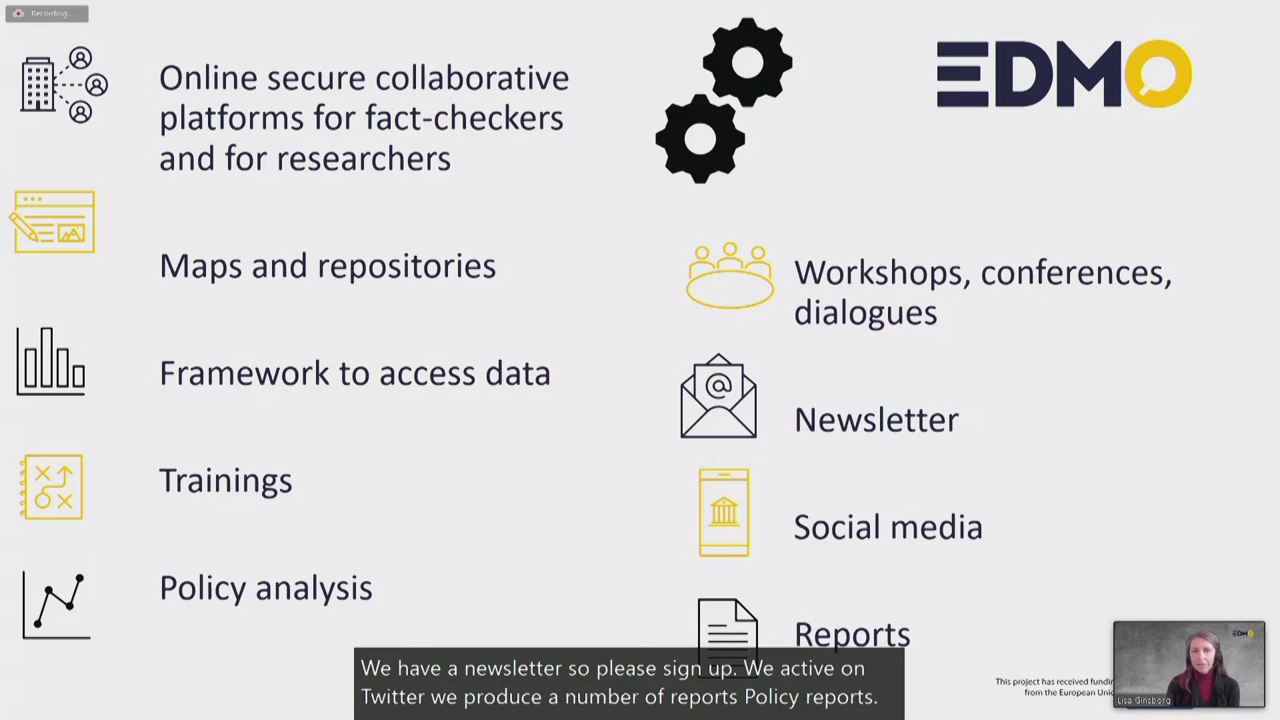 Recording...
EDMO
Online secure collaborative
platforms for fact-checkers
and for researchers
Maps and repositories
Framework to access data
Trainings
Policy analysis
Workshops, conferences,
dialogues
@
Newsletter
Social media
Reports
We have a newsletter so please sign up. We active on
Twitter we produce a number of reports Policy reports.
This project has received
from the European
EDMO
Lisa Ginsborg